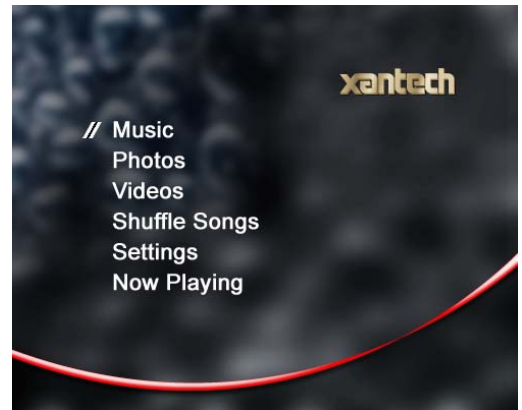 xantech
// Music
Photos
Videos
Shuffle Songs
Settings
Now Playing